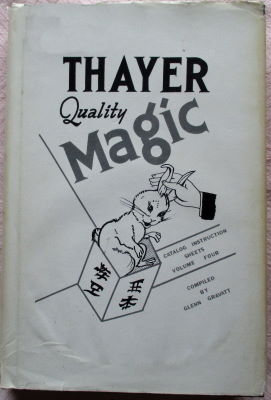 THAYER
Quality
Magic
CATALOG INSTRUCTION
SHEETS
VOLUME FOUR
COMPILED
BY
GLENN GRAVATT